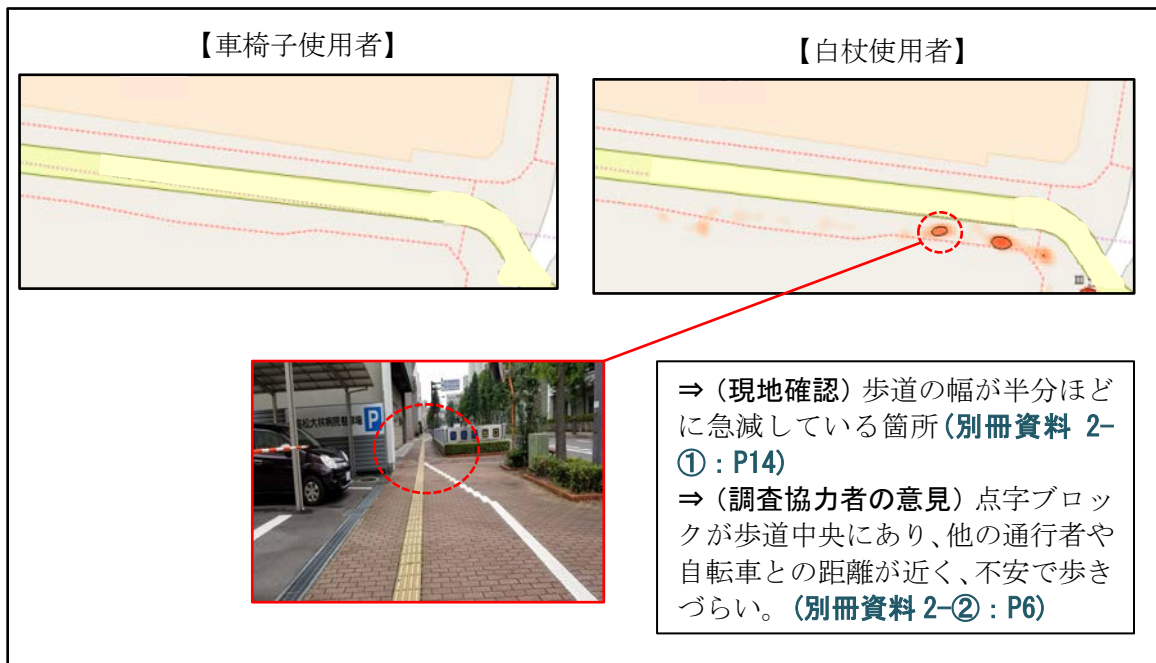 【車椅子使用者】
【白杖使用者】
P
⇒（現地確認）歩道の幅が半分ほど
に急減している箇所(別冊資料 2-
①：P14)
⇒（調査協力者の意見）点字ブロッ
クが歩道中央にあり、他の通行者や
自転車との距離が近く、不安で歩き
づらい。(別冊資料 2-②：P6)